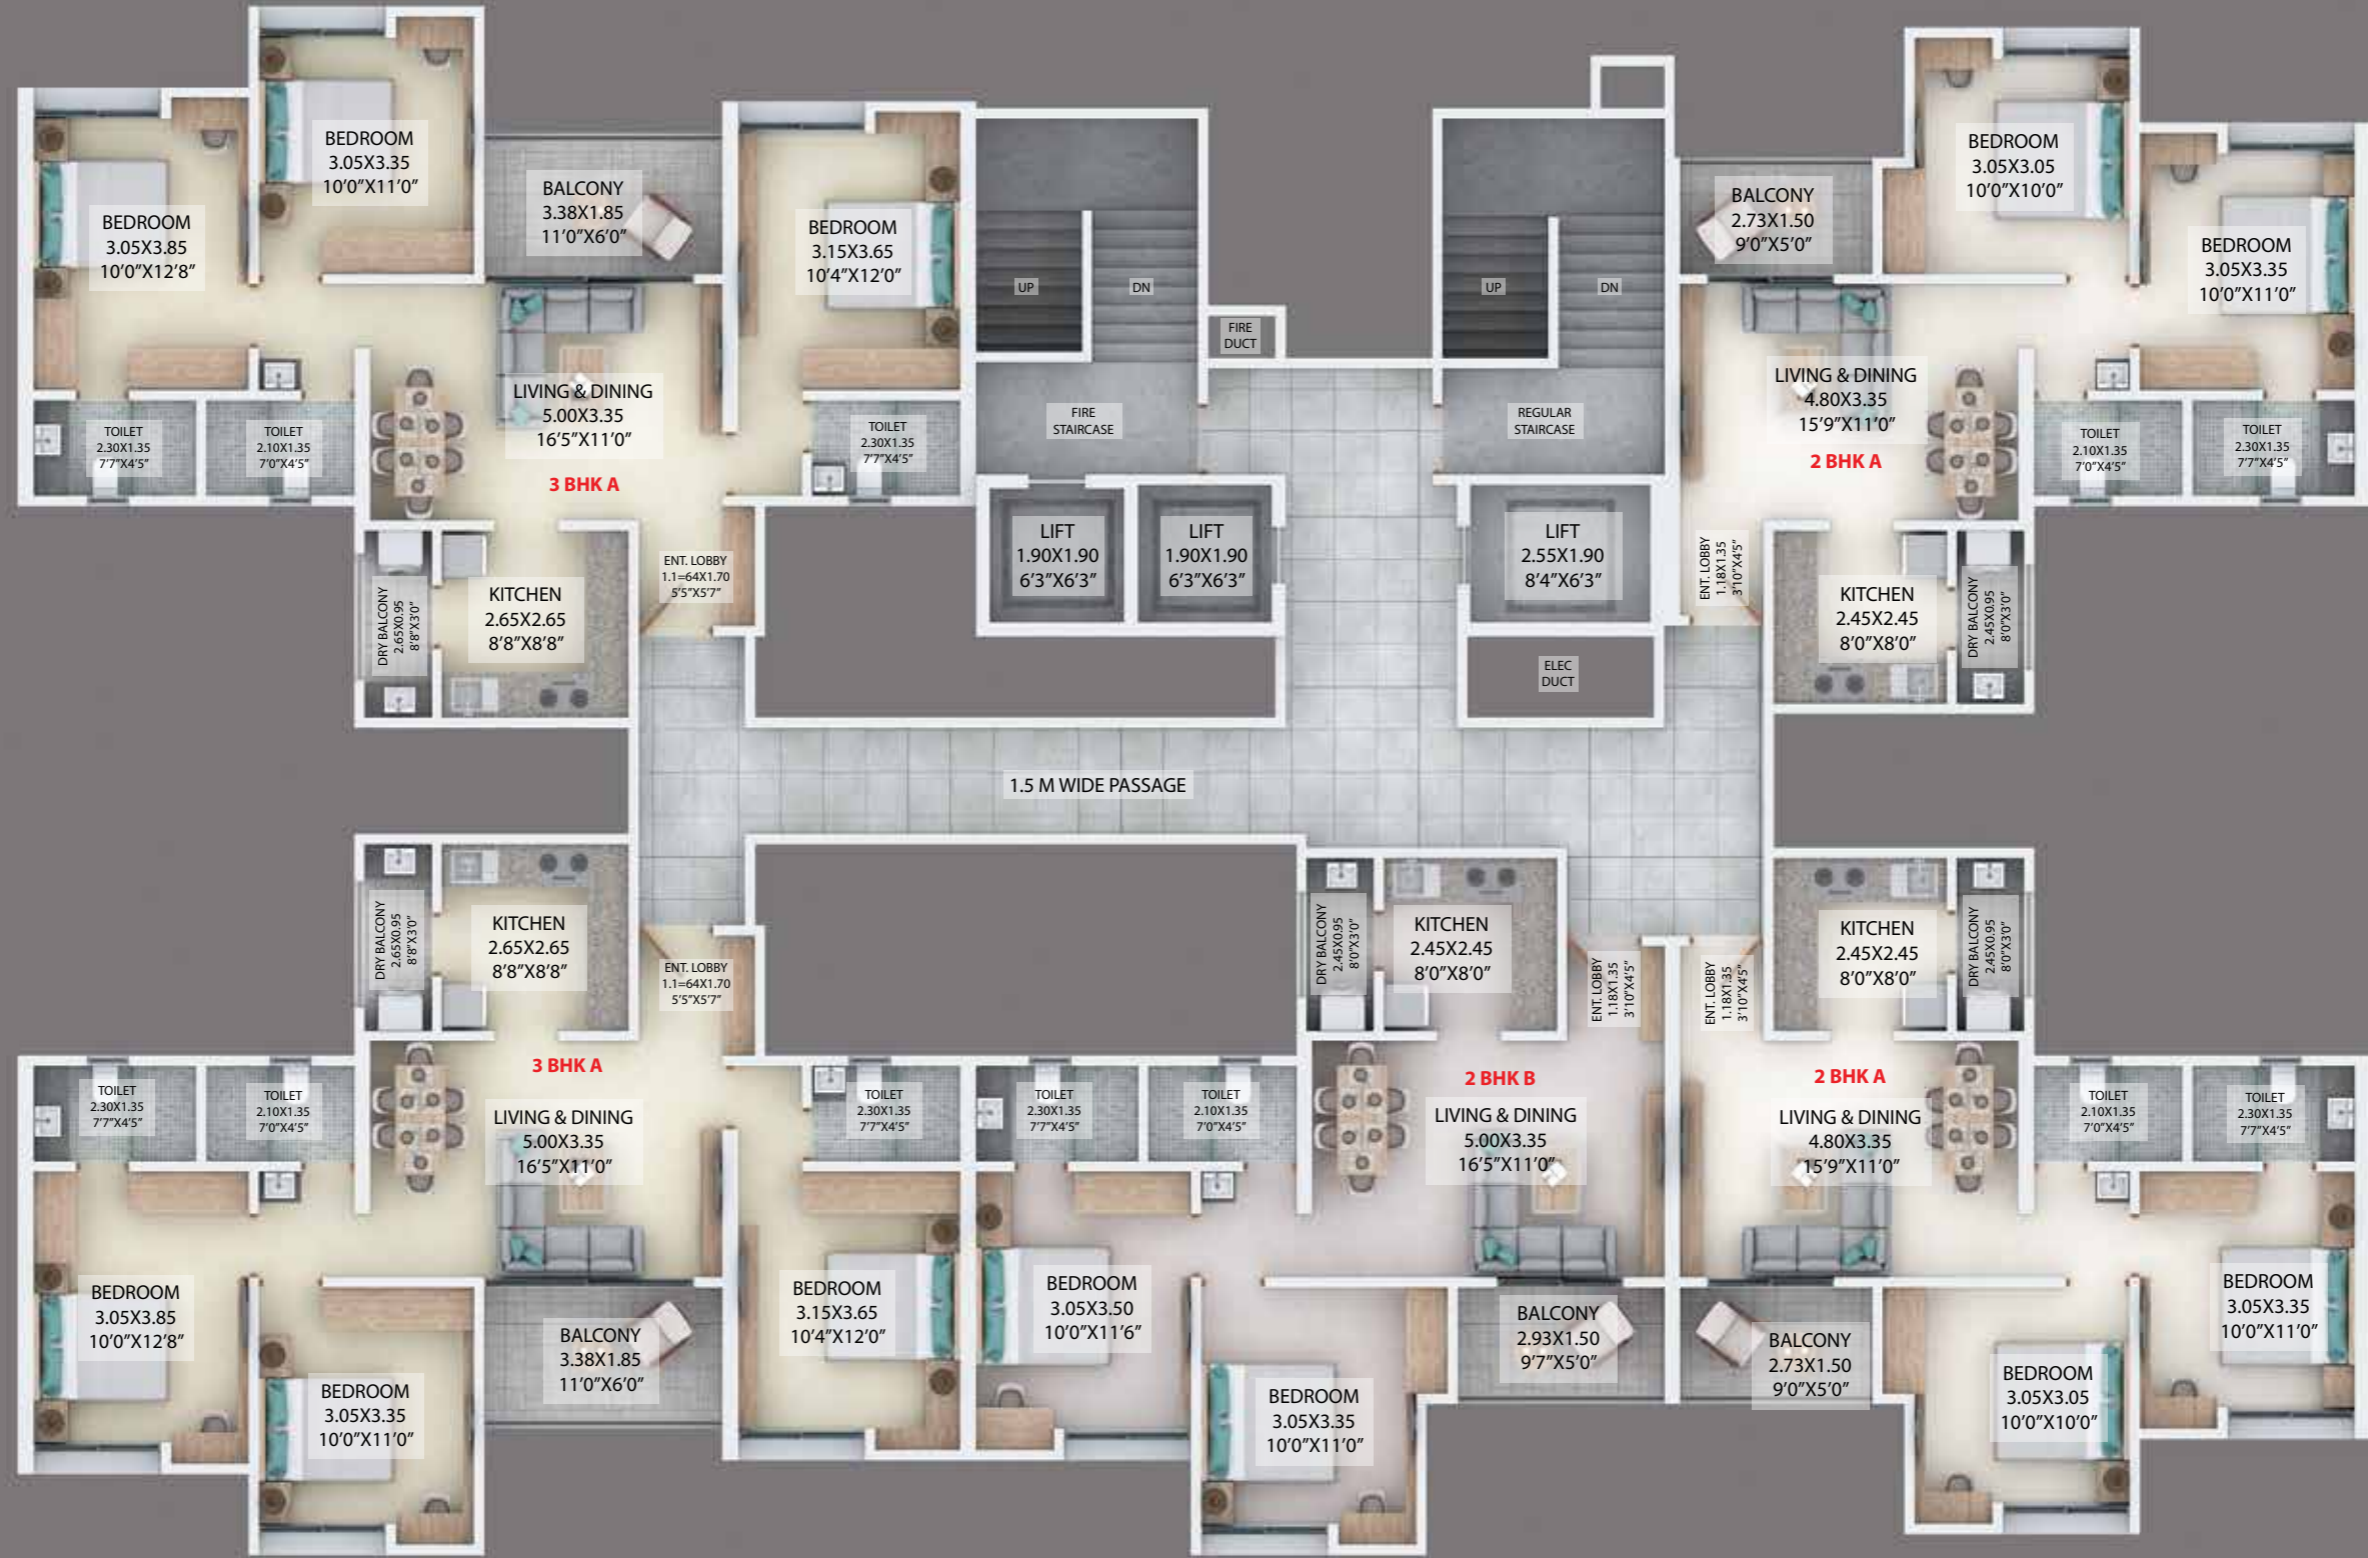 BEDROOM
3.05X3.35
10'0"X11'0"
BEDROOM
3.05X3.85
10'0"X12'8"
BALCONY
3.38X1.85
11'0"X6'0"
BEDROOM
3.15X3.65
10'4"X12'0"
UP
DN
FIRE
DUCT
UP
DN
BALCONY
2.73X1.50
9'0"X5'0"
BEDROOM
3.05X3.05
10'0"X10'0"
BEDROOM
3.05X3.35
10'0"X11'0"
TOILET
2.30X1.35
7'7"X4'5"
TOILET
2.10X1.35
7'0"X4'5"
LIVING & DINING
5.00X3.35
16'5"X11'0"
3 BHK A
TOILET
2.30X1.35
7'7"X4'5"
FIRE
STAIRCASE
REGULAR
STAIRCASE
LIVING & DINING
4.80X3.35
15'9"X11'0"
2 BHK A
TOILET
2.10X1.35
7'0"X4'5"
TOILET
2.30X1.35
7'7"X4'5"
DRY BALCONY
2.65X0.95
8'8"X3'0"
KITCHEN
2.65X2.65
8'8"X8'8"
ENT. LOBBY
1.1=64X1.70
5'5"X5'7"
LIFT
1.90X1.90
6'3"X6'3"
LIFT
1.90X1.90
6'3"X6'3"
LIFT
2.55X1.90
8'4"X6'3"
ELEC
DUCT
ENT. LOBBY
1.18X1.35
3'10"X4'5"
KITCHEN
2.45X2.45
8'0"X8'0"
DRY BALCONY
2.45X0.95
8'0"X3'0"
1.5 M WIDE PASSAGE
DRY BALCONY
2.65X0.95
8'8"X3'0"
KITCHEN
2.65X2.65
8'8"X8'8"
ENT. LOBBY
1.1=64X1.70
5'5"X5'7"
DRY BALCONY
2.45X0.95
8'0"X3'0"
KITCHEN
2.45X2.45
8'0"X8'0"
ENT. LOBBY
1.18X1.35
3'10"X4'5"
ENT. LOBBY
1.18X1.35
3'10"X4'5"
KITCHEN
2.45X2.45
8'0"X8'0"
DRY BALCONY
2.45X0.95
8'0"X3'0"
TOILET
2.30X1.35
7'7"X4'5"
TOILET
2.10X1.35
7'0"X4'5"
3 BHK A
LIVING & DINING
5.00X3.35
16'5"X11'0"
TOILET
2.30X1.35
7'7"X4'5"
TOILET
2.30X1.35
7'7"X4'5"
TOILET
2.10X1.35
7'0"X4'5"
2 BHK B
LIVING & DINING
5.00X3.35
16'5"X11'0"
2 BHK A
LIVING & DINING
4.80X3.35
15'9"X11'0"
TOILET
2.10X1.35
7'0"X4'5"
TOILET
2.30X1.35
7'7"X4'5"
BEDROOM
3.05X3.85
10'0"X12'8"
BEDROOM
3.05X3.35
10'0"X11'0"
BALCONY
3.38X1.85
11'0"X6'0"
BEDROOM
3.15X3.65
10'4"X12'0"
BEDROOM
3.05X3.50
10'0"X11'6"
BEDROOM
3.05X3.35
10'0"X11'0"
BALCONY
2.93X1.50
9'7"X5'0"
BALCONY
2.73X1.50
9'0"X5'0"
BEDROOM
3.05X3.05
10'0"X10'0"
BEDROOM
3.05X3.35
10'0"X11'0"